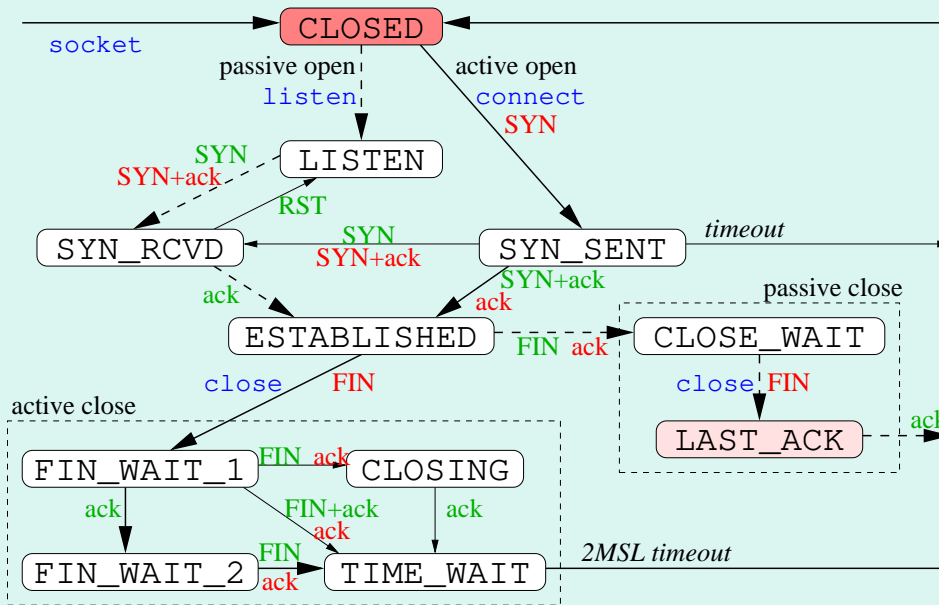 CLOSED
socket
passive open
active open
listen
connect
SYN
LISTEN
SYN
SYN+ack
RST
SYN_RCVD
SYN
SYN+ack
SYN_SENT
timeout
ack
SYN+ack
ack
passive close
ESTABLISHED
FIN ack
CLOSE_WAIT
close FIN
close FIN
active close
LAST_ACK
ack
FIN_WAIT_1
FIN ack
CLOSING
ack
FIN+ack
ack
ack
FIN_WAIT_2
FIN
ack
TIME_WAIT
2MSL timeout